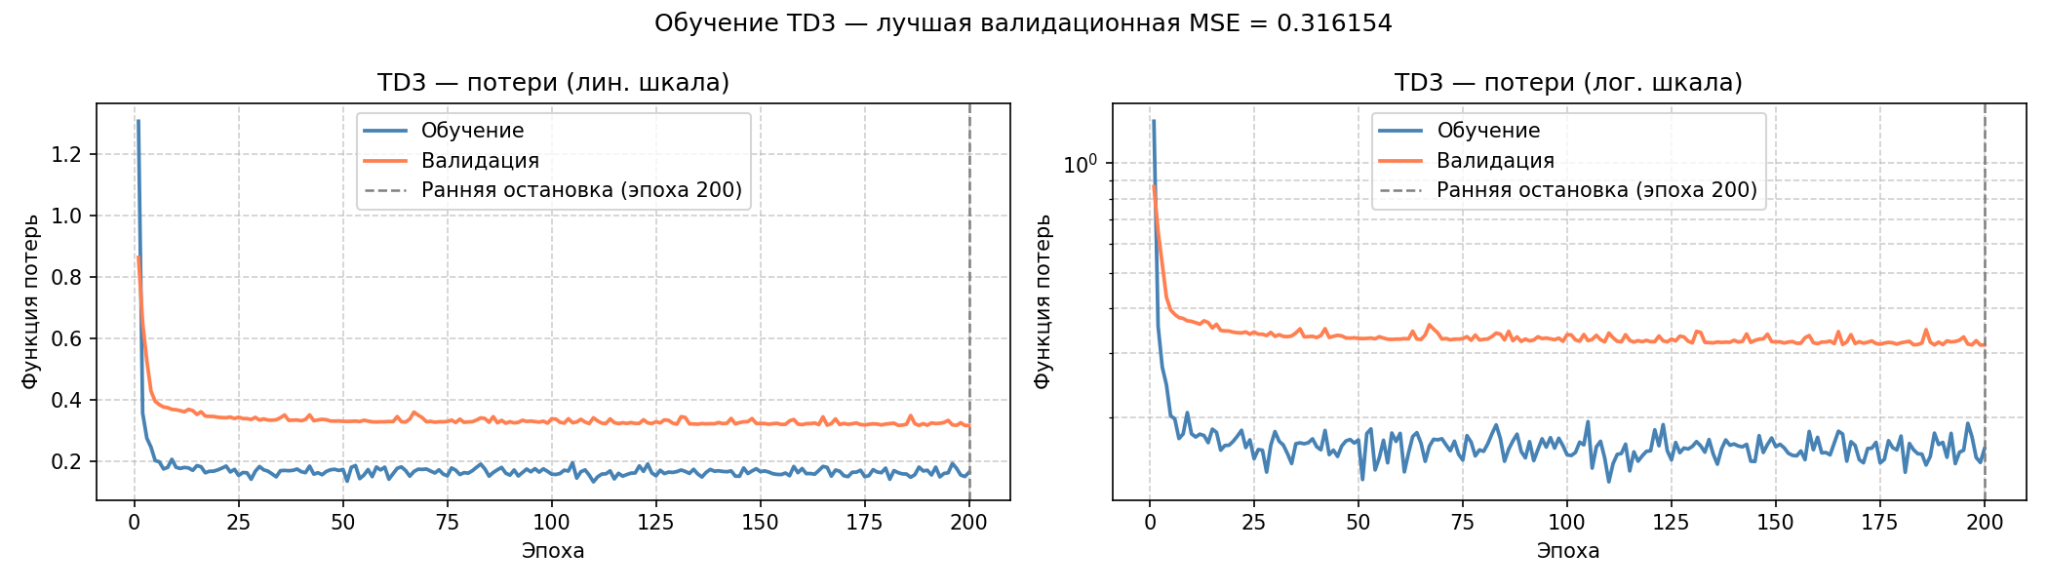 Обучение TD3 — лучшая валидационная MSE = 0.316154
TD3 — потери (лин. шкала)
Функция потерь
1.2
1.0
0.8
0.6
0.4
0.2
Обучение
Валидация
Ранняя остановка (эпоха 200)
0 25 50 75 100 125 150 175 200
Эпоха
TD3 — потери (лог. шкала)
Функция потерь
10⁰
Обучение
Валидация
Ранняя остановка (эпоха 200)
0 25 50 75 100 125 150 175 200
Эпоха